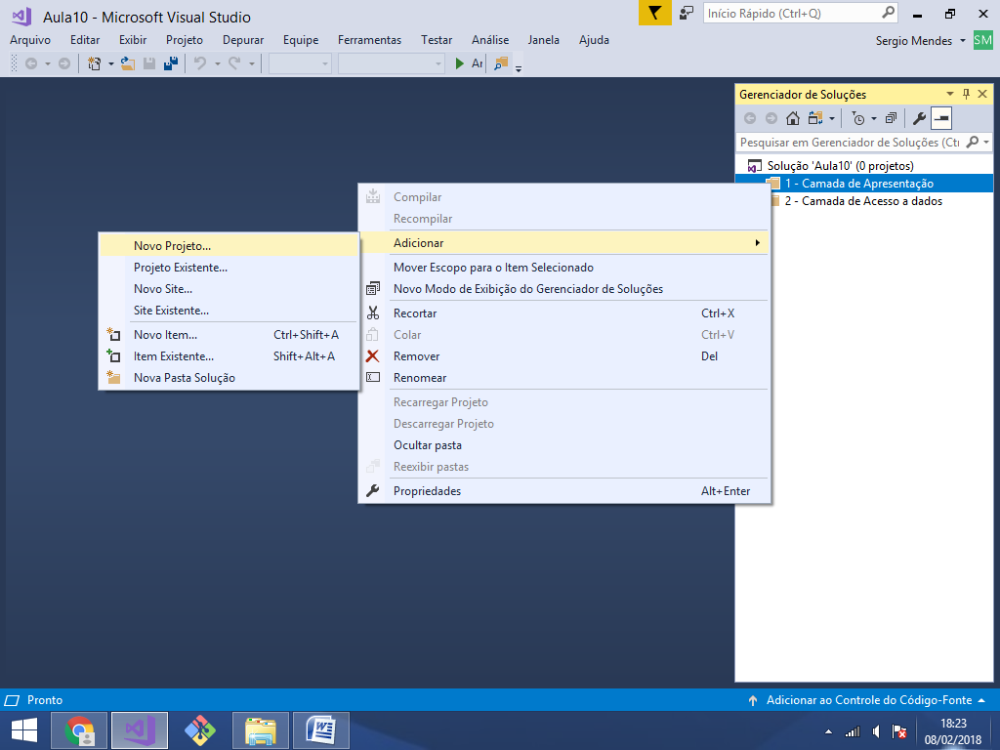 Aula10 - Microsoft Visual Studio
Início Rápido (Ctrl+Q)
Arquivo Editar Exibir Projeto Depurar Equipe Ferramentas Testar Análise Janela Ajuda
Sergio Mendes SM
Ar
Gerenciador de Soluções
Pesquisar em Gerenciador de Soluções (Ctr
Solução 'Aula10' (0 projetos)
1 - Camada de Apresentação
2 - Camada de Acesso a dados
Compilar
Recompilar
Adicionar
Mover Escopo para o Item Selecionado
Novo Modo de Exibição do Gerenciador de Soluções
Recortar Ctrl+X
Colar Ctrl+V
Remover Del
Renomear
Recarregar Projeto
Descarregar Projeto
Ocultar pasta
Reexibir pastas
Propriedades Alt+Enter
Novo Projeto...
Projeto Existente...
Novo Site...
Site Existente...
Novo Item... Ctrl+Shift+A
Item Existente... Shift+Alt+A
Nova Pasta Solução
Pronto
Adicionar ao Controle do Código-Fonte
18:23
08/02/2018